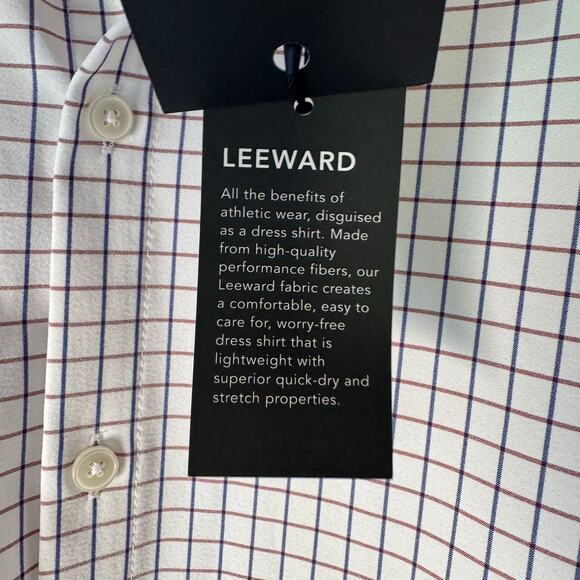 LEEWARD
All the benefits of
athletic wear, disguised
as a dress shirt. Made
from high-quality
performance fibers, our
Leeward fabric creates
a comfortable, easy to
care for, worry-free
dress shirt that is
lightweight with
superior quick-dry and
stretch properties.